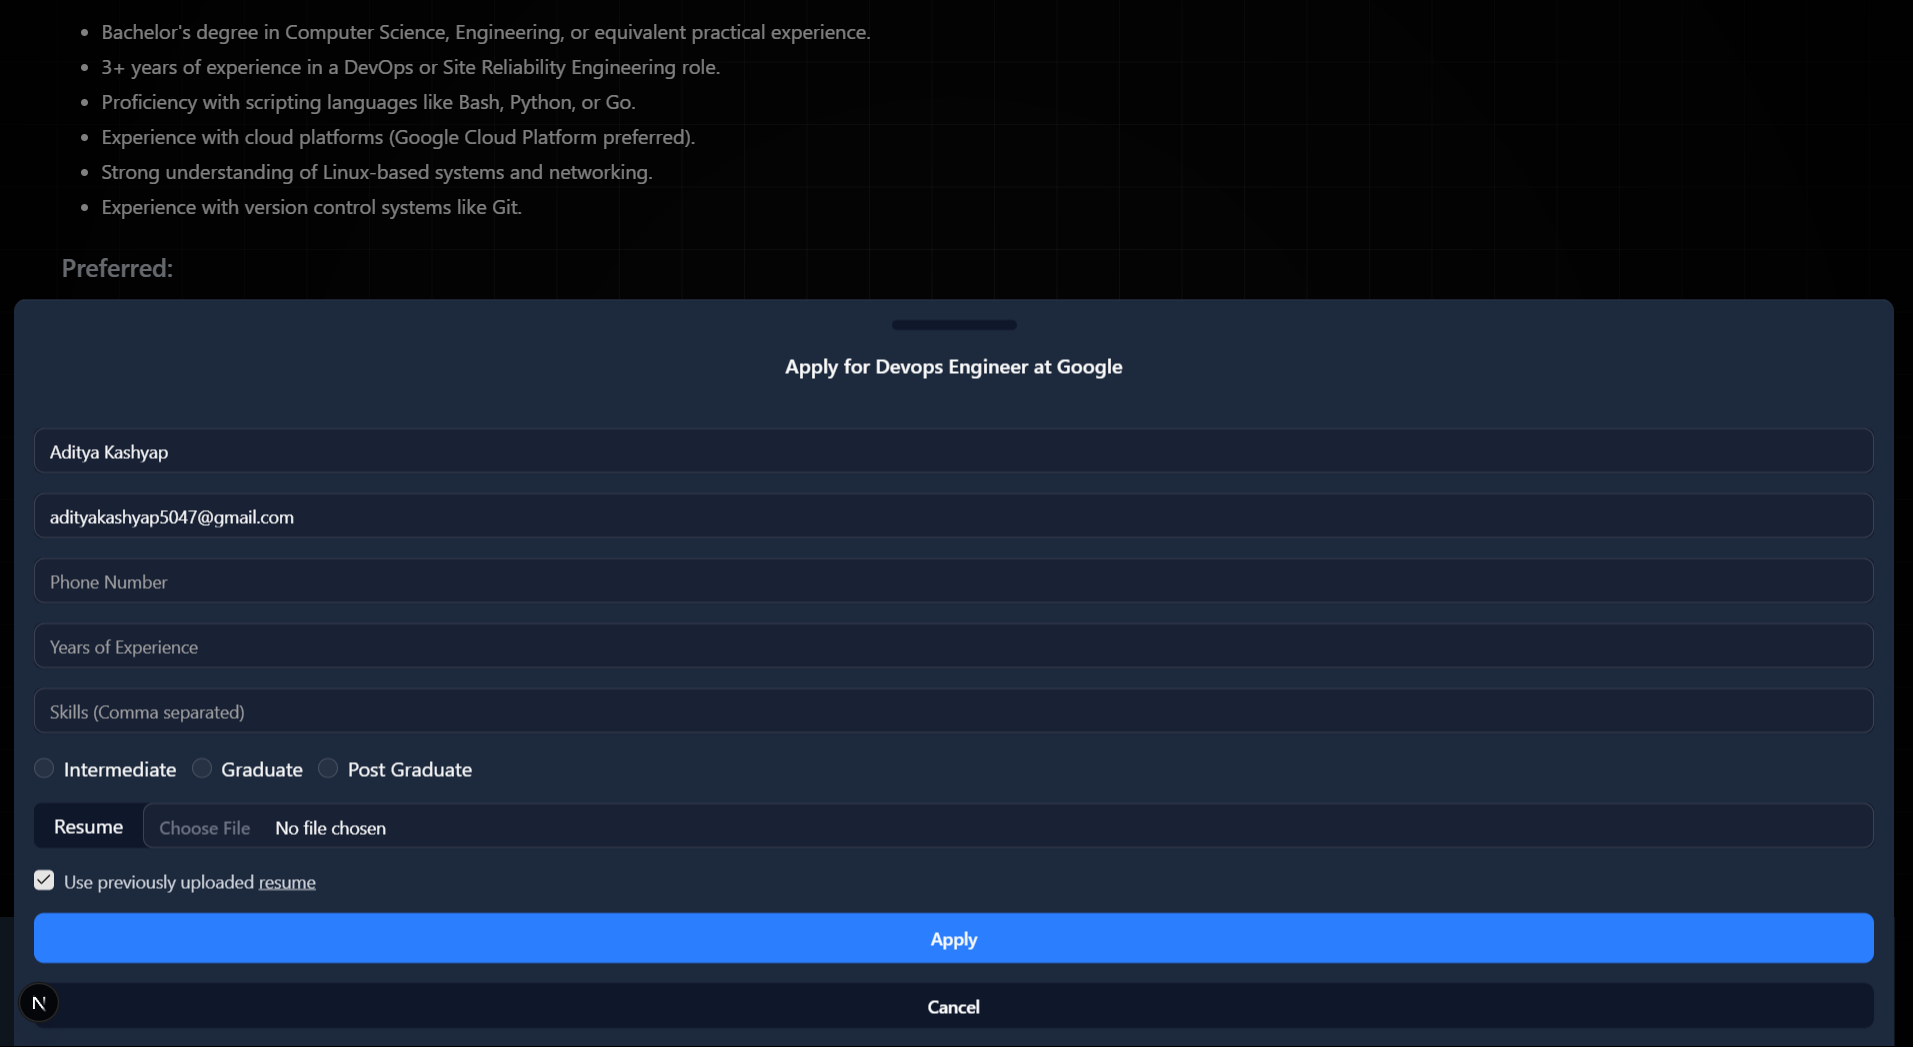 Bachelor's degree in Computer Science, Engineering, or equivalent practical experience.
3+ years of experience in a DevOps or Site Reliability Engineering role.
Proficiency with scripting languages like Bash, Python, or Go.
Experience with cloud platforms (Google Cloud Platform preferred).
Strong understanding of Linux-based systems and networking.
Experience with version control systems like Git.
Preferred:
Apply for Devops Engineer at Google
Aditya Kashyap
adityakashyap5047@gmail.com
Phone Number
Years of Experience
Skills (Comma separated)
Intermediate Graduate Post Graduate
Resume Choose File No file chosen
Use previously uploaded resume
Apply
N
Cancel